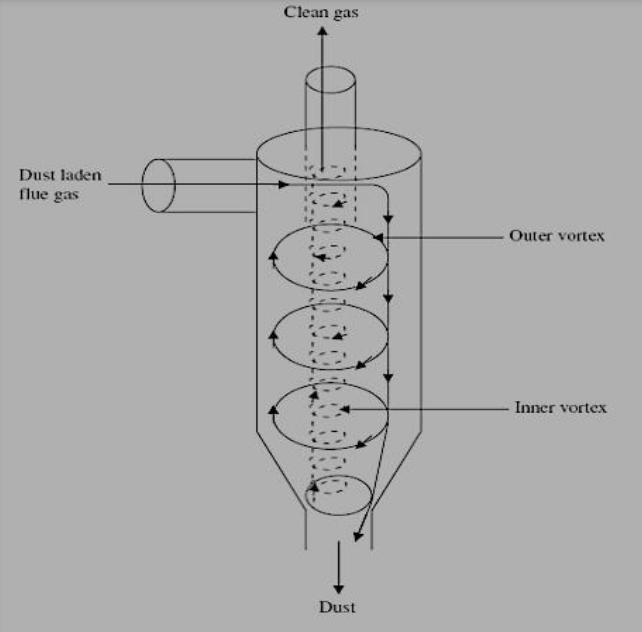 Clean gas
Dust laden
flue gas
Outer vortex
Inner vortex
Dust